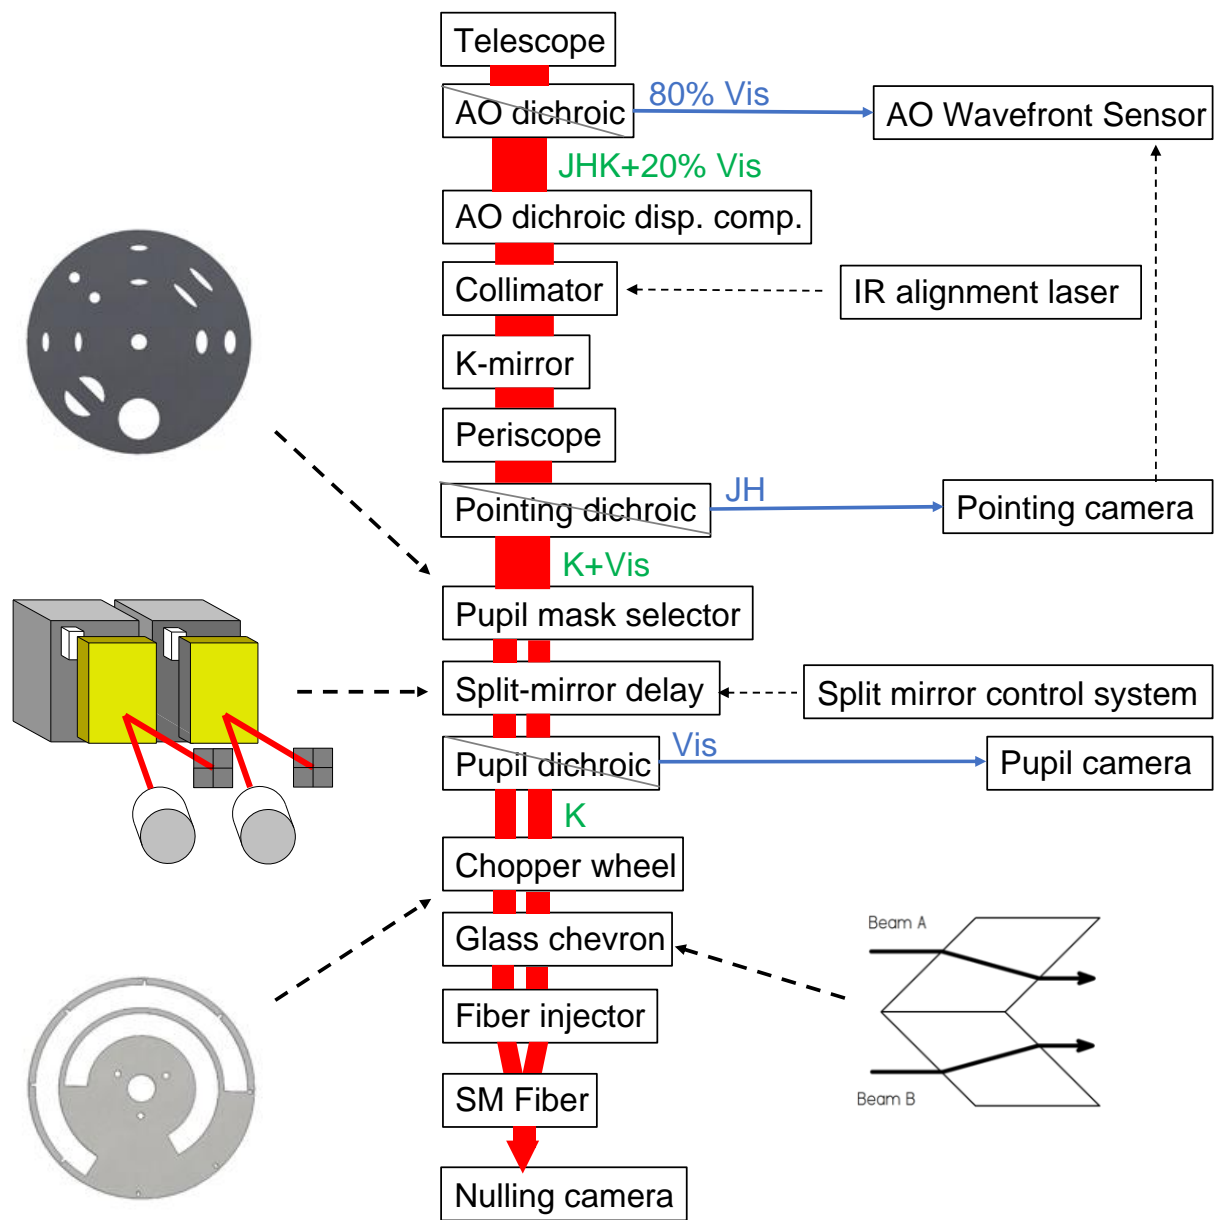 Telescope
AO dichroic
80% Vis
AO Wavefront Sensor
JHK+20% Vis
AO dichroic disp. comp.
Collimator
IR alignment laser
K-mirror
Periscope
Pointing dichroic
JH
Pointing camera
K+Vis
Pupil mask selector
Split-mirror delay
Split mirror control system
Pupil dichroic
Vis
Pupil camera
K
Chopper wheel
Glass chevron
Beam A
Beam B
Fiber injector
SM Fiber
Nulling camera